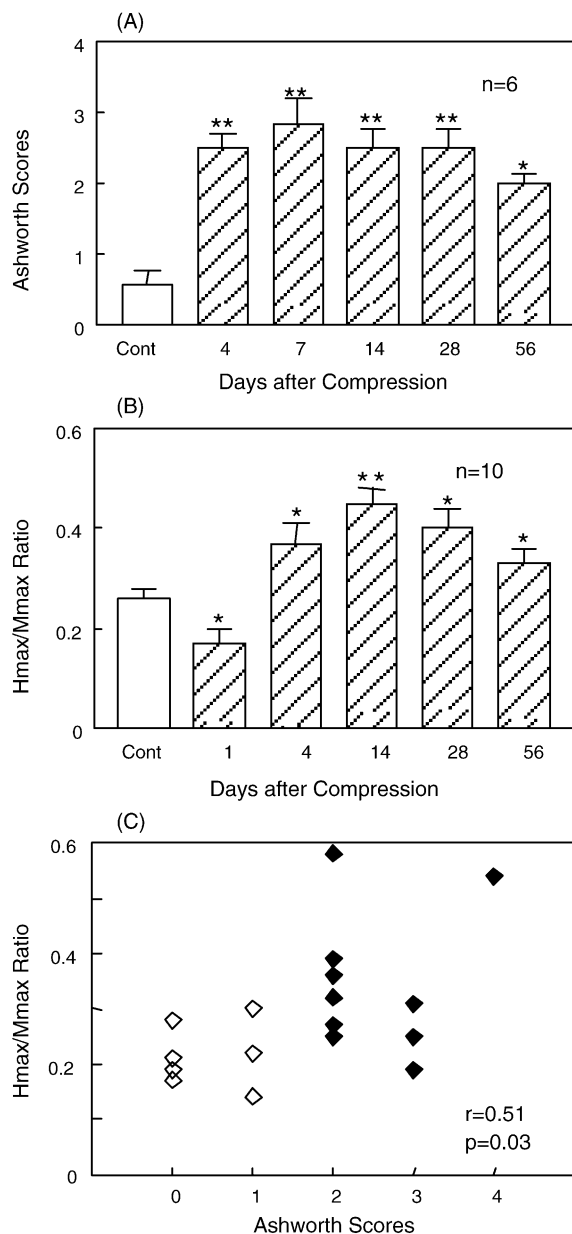 (A)
4
3
2
1
0
Ashworth Scores
n=6
**
**
**
**
*
Cont 4 7 14 28 56
Days after Compression
(B)
0.6
0.4
0.2
0
Hmax/Mmax Ratio
n=10
*
*
**
*
*
Cont 1 4 14 28 56
Days after Compression
(C)
0.6
0.4
0.2
0
Hmax/Mmax Ratio
r=0.51
p=0.03
0 1 2 3 4
Ashworth Scores